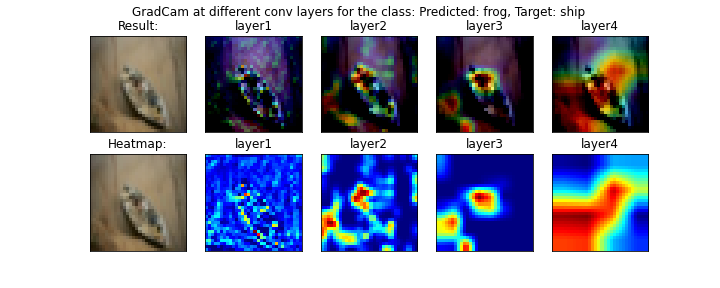 GradCam at different conv layers for the class: Predicted: frog, Target: ship
Result: layer1 layer2 layer3 layer4
Heatmap: layer1 layer2 layer3 layer4